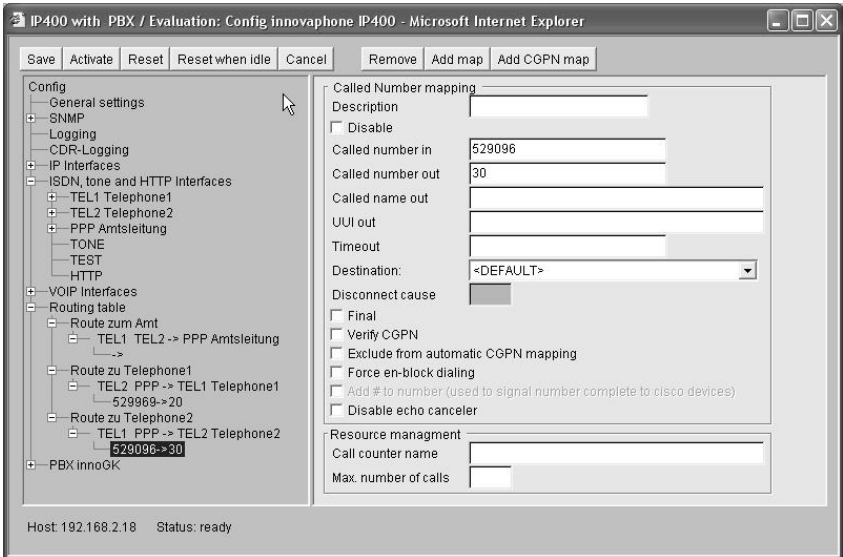 IP400 with PBX / Evaluation: Config innovaphone IP400 - Microsoft Internet Explorer
Save Activate Reset Reset when idle Cancel Remove Add map Add CGPN map
Config
General settings
SNMP
Logging
CDR-Logging
IP Interfaces
ISDN, tone and HTTP Interfaces
TEL1 Telephone1
TEL2 Telephone2
PPP Amtsleitung
TONE
TEST
HTTP
VOIP Interfaces
Routing table
Route zum Amt
TEL1 TEL2 -> PPP Amtsleitung
->
Route zu Telephone1
TEL2 PPP -> TEL1 Telephone1
529969->20
Route zu Telephone2
TEL1 PPP -> TEL2 Telephone2
529096->30
PBX innoGK
Called Number mapping
Description
Disable
Called number in 529096
Called number out 30
Called name out
UUI out
Timeout
Destination: <DEFAULT>
Disconnect cause
Final
Verify CGPN
Exclude from automatic CGPN mapping
Force en-block dialing
Add # to number (used to signal number complete to cisco devices)
Disable echo canceler
Resource managment
Call counter name
Max. number of calls
Host: 192.168.2.18 Status: ready